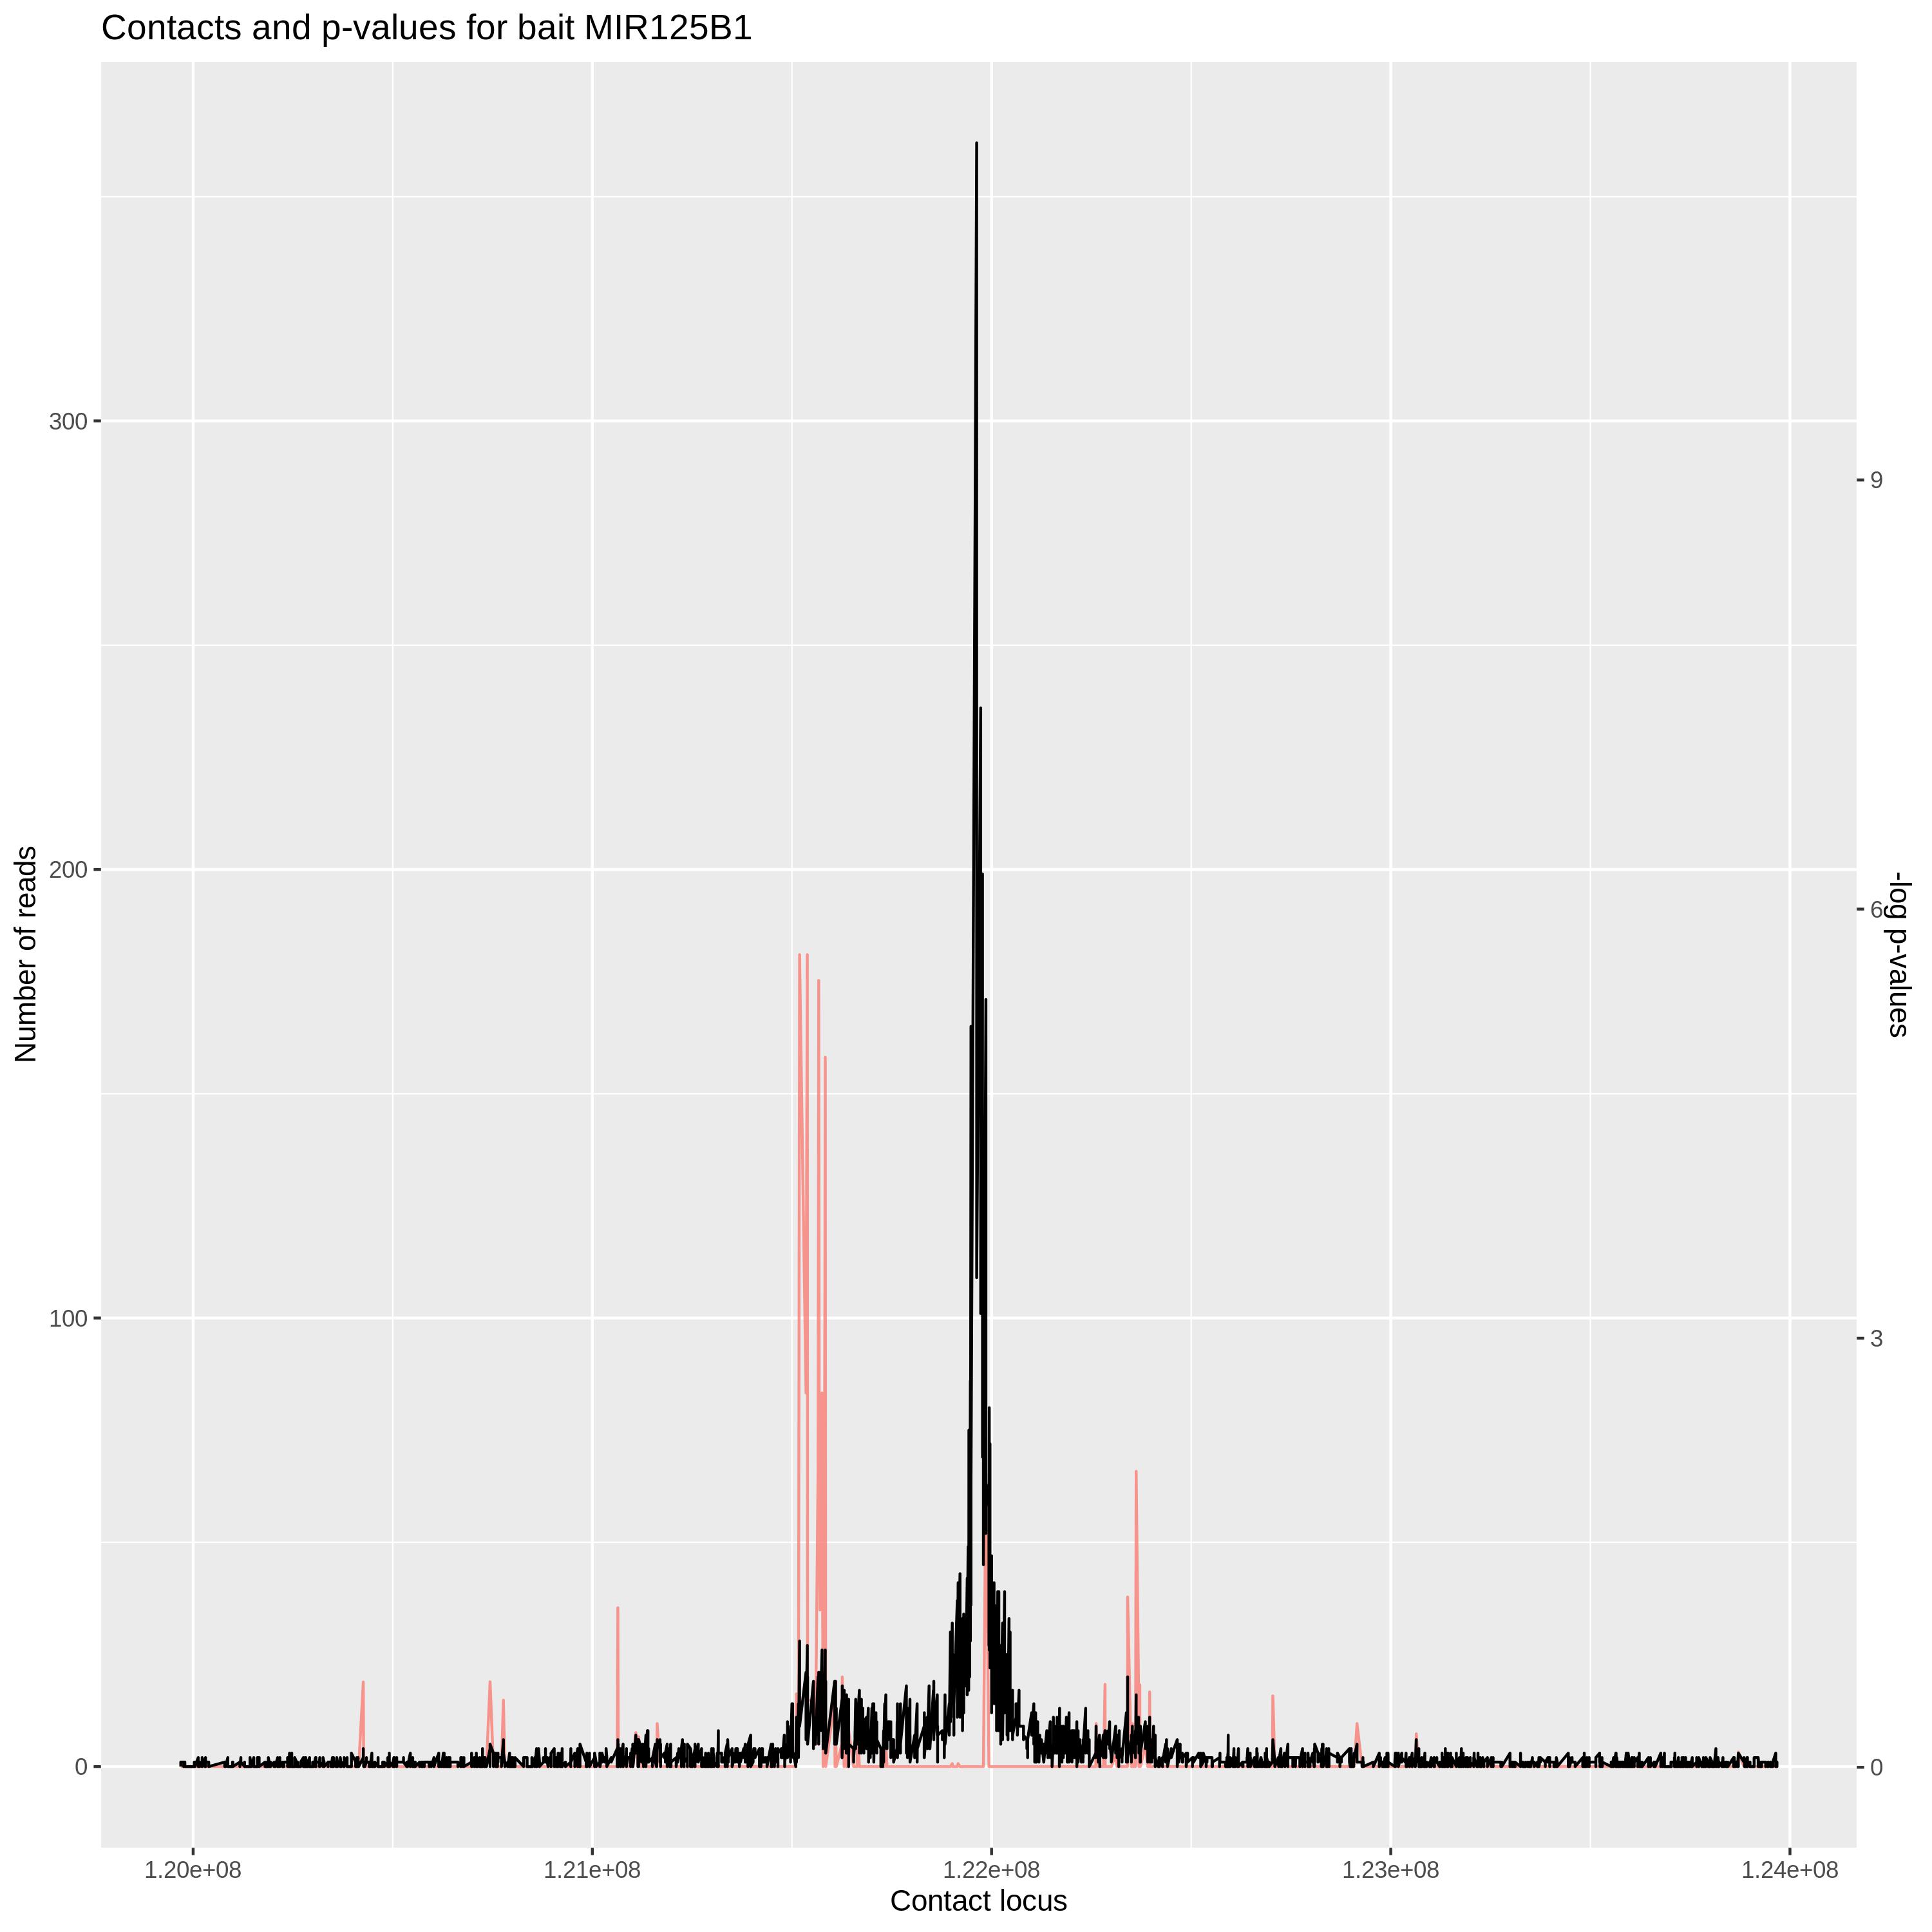 Contacts and p-values for bait MIR125B1
Number of reads
300
200
100
0
9
6
3
0
-log p-values
1.20e+08
1.21e+08
1.22e+08
1.23e+08
1.24e+08
Contact locus